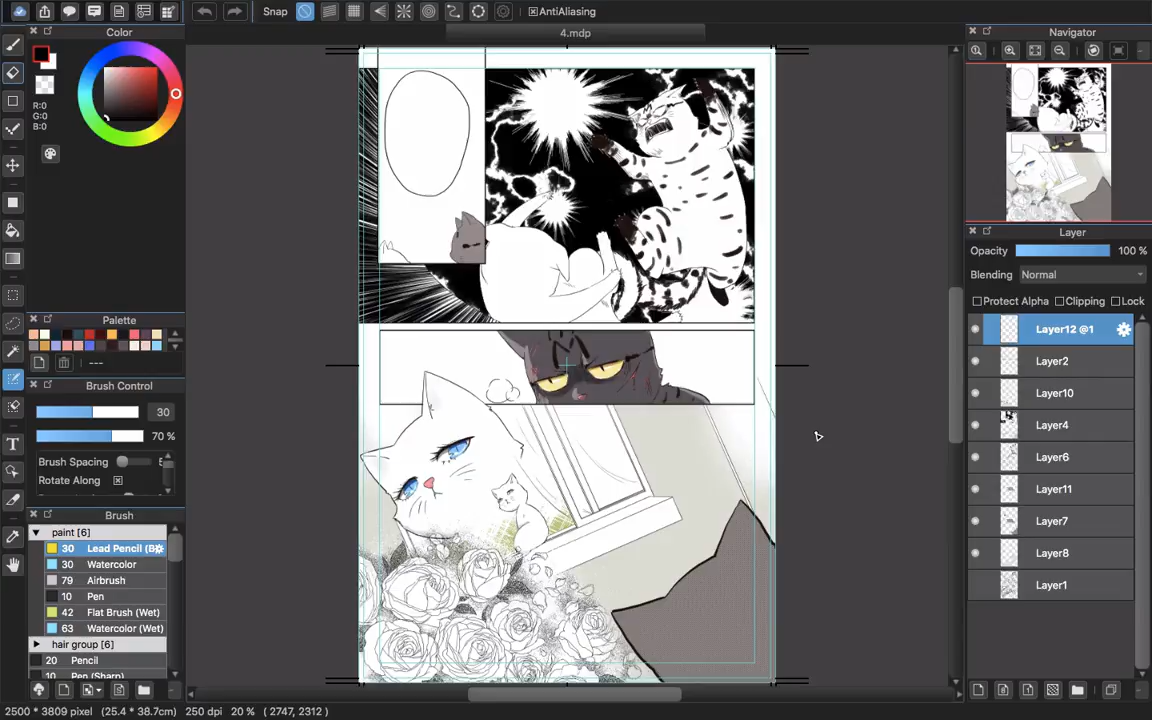 Snap
AntiAliasing
Color
4.mdp
Navigator
R:0
G:0
B:0
Layer
Opacity 100 %
Blending Normal
Protect Alpha Clipping Lock
Palette
---
Layer12 @1
Layer2
Layer10
Layer4
Layer6
Layer11
Layer7
Layer8
Layer1
Brush Control
30
70 %
Brush Spacing
Rotate Along
Brush
paint [6]
30 Lead Pencil (B
30 Watercolor
79 Airbrush
10 Pen
42 Flat Brush (Wet)
63 Watercolor (Wet)
hair group [6]
20 Pencil
10 Pen (Sharp)
T
2500 * 3809 pixel (25.4 * 38.7cm) 250 dpi 20 % ( 2747, 2312 )